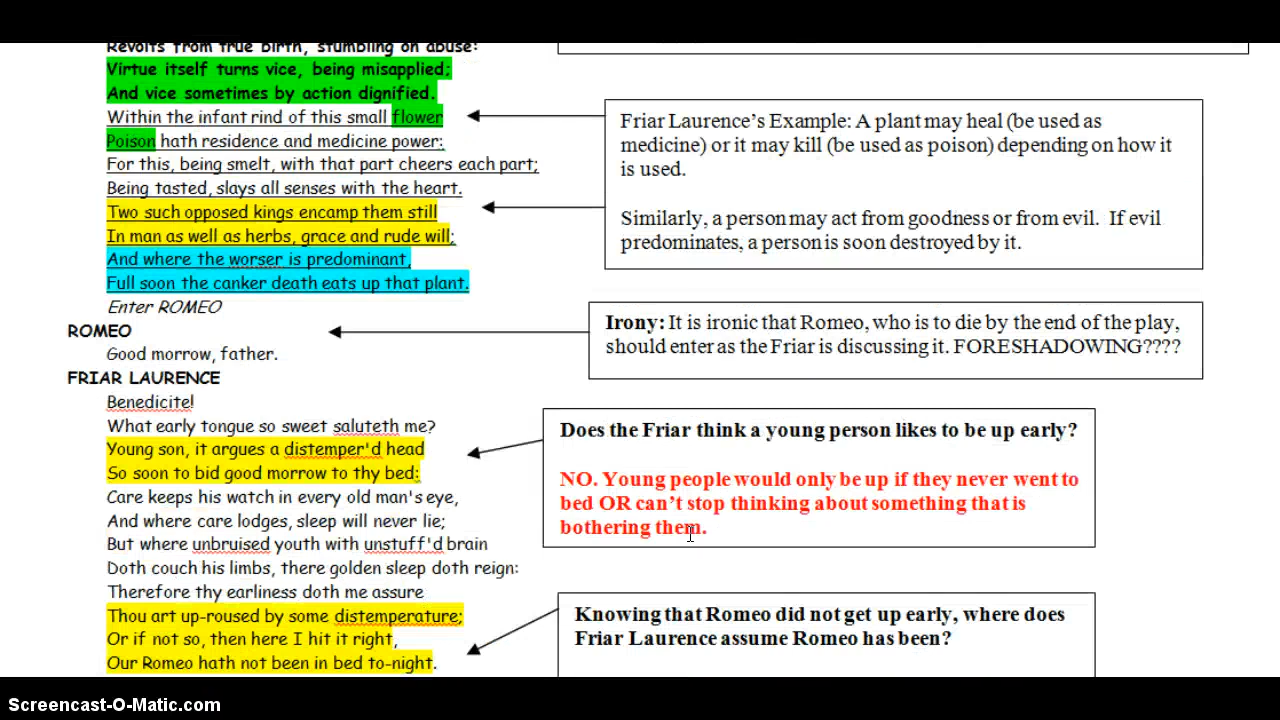 Revolts from true birth, stumbling on abuse:
Virtue itself turns vice, being misapplied;
And vice sometimes by action dignified.
Within the infant rind of this small flower
Poison hath residence and medicine power:
For this, being smelt, with that part cheers each part;
Being tasted, slays all senses with the heart.
Two such opposed kings encamp them still
In man as well as herbs, grace and rude will;
And where the worser is predominant,
Full soon the canker death eats up that plant.
Enter ROMEO
ROMEO
Good morrow, father.
FRIAR LAURENCE
Benedicite!
What early tongue so sweet saluteth me?
Young son, it argues a distemper'd head
So soon to bid good morrow to thy bed:
Care keeps his watch in every old man's eye,
And where care lodges, sleep will never lie;
But where unbruised youth with unstuff'd brain
Doth couch his limbs, there golden sleep doth reign:
Therefore thy earliness doth me assure
Thou art up-roused by some distemperature;
Or if not so, then here I hit it right,
Our Romeo hath not been in bed to-night.
Friar Laurence's Example: A plant may heal (be used as
medicine) or it may kill (be used as poison) depending on how it
is used.
Similarly, a person may act from goodness or from evil. If evil
predominates, a person is soon destroyed by it.
Irony: It is ironic that Romeo, who is to die by the end of the play,
should enter as the Friar is discussing it. FORESHADOWING????
Does the Friar think a young person likes to be up early?
NO. Young people would only be up if they never went to
bed OR can't stop thinking about something that is
bothering them.
Knowing that Romeo did not get up early, where does
Friar Laurence assume Romeo has been?
Screencast-O-Matic.com